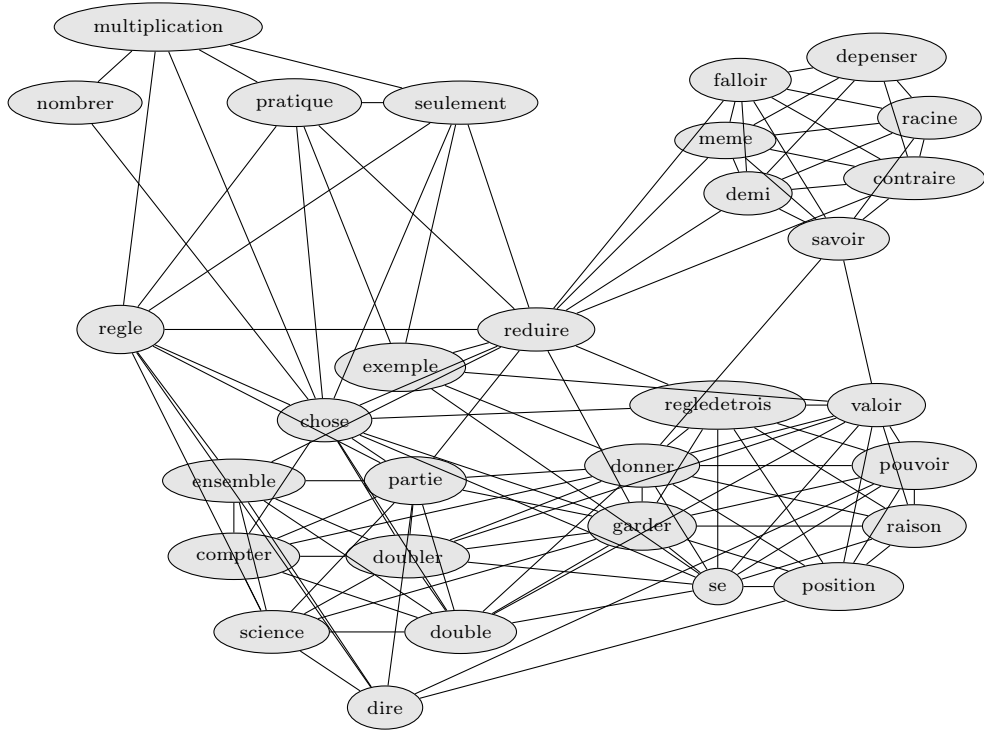 multiplication
depenser
falloir
nombrer
pratique
seulement
racine
meme
contraire
demi
savoir
regle
reduire
exemple
regledetrois
valoir
chose
donner
pouvoir
ensemble
partie
garder
raison
compter
doubler
se
position
science
double
dire